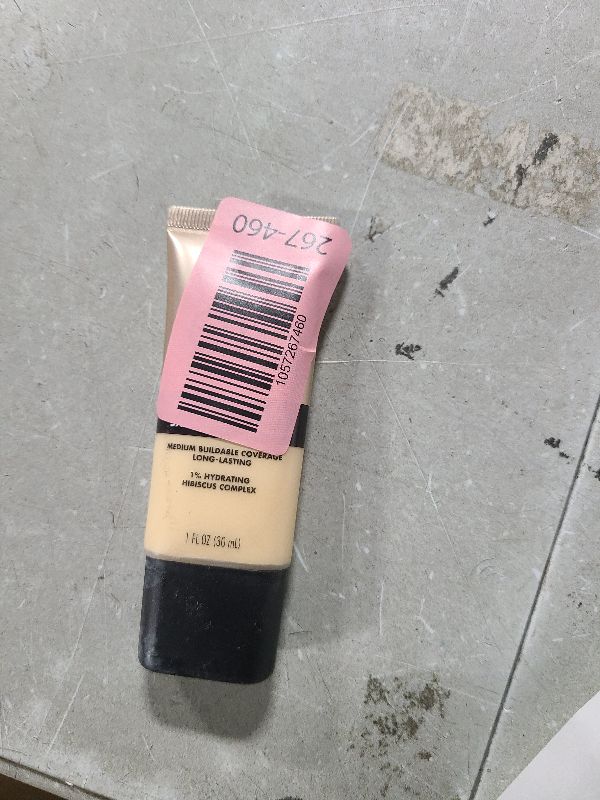 267-460
1057267460
MEDIUM BUILDABLE COVERAGE
LONG-LASTING
1% HYDRATING
HIBISCUS COMPLEX
1 FL OZ (30 mL)